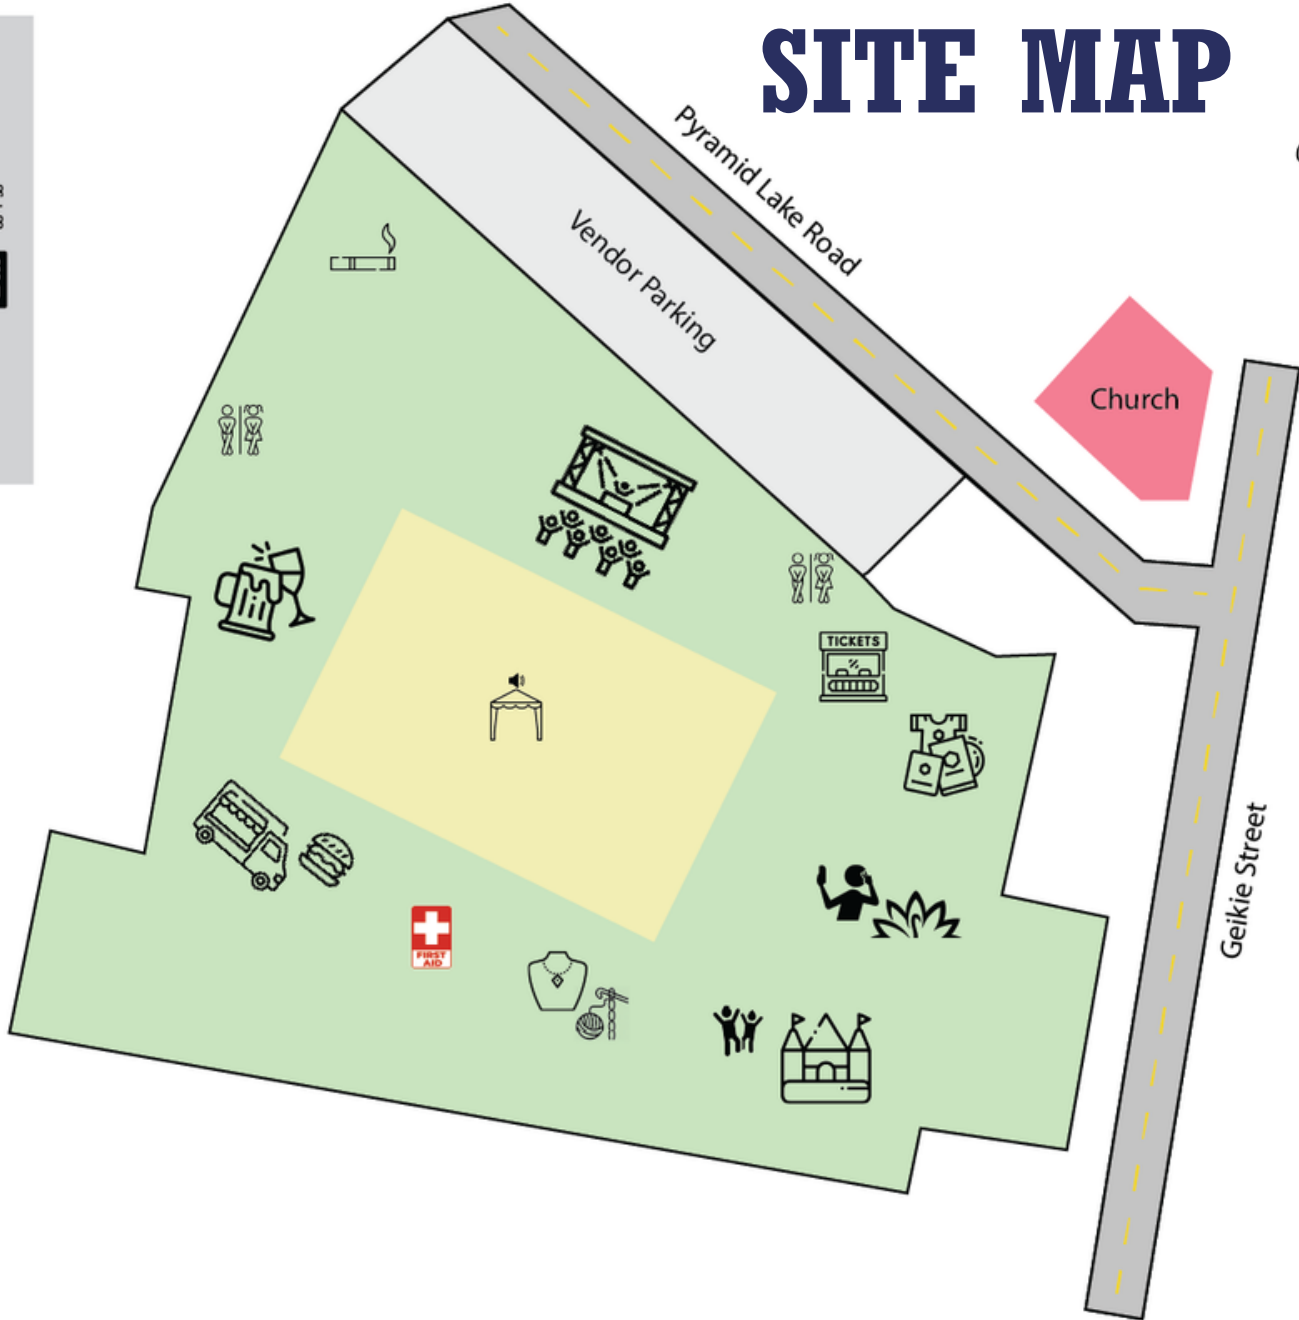 SITE MAP
Pyramid Lake Road
Vendor Parking
Church
TICKETS
Geikie Street
FIRST
AID